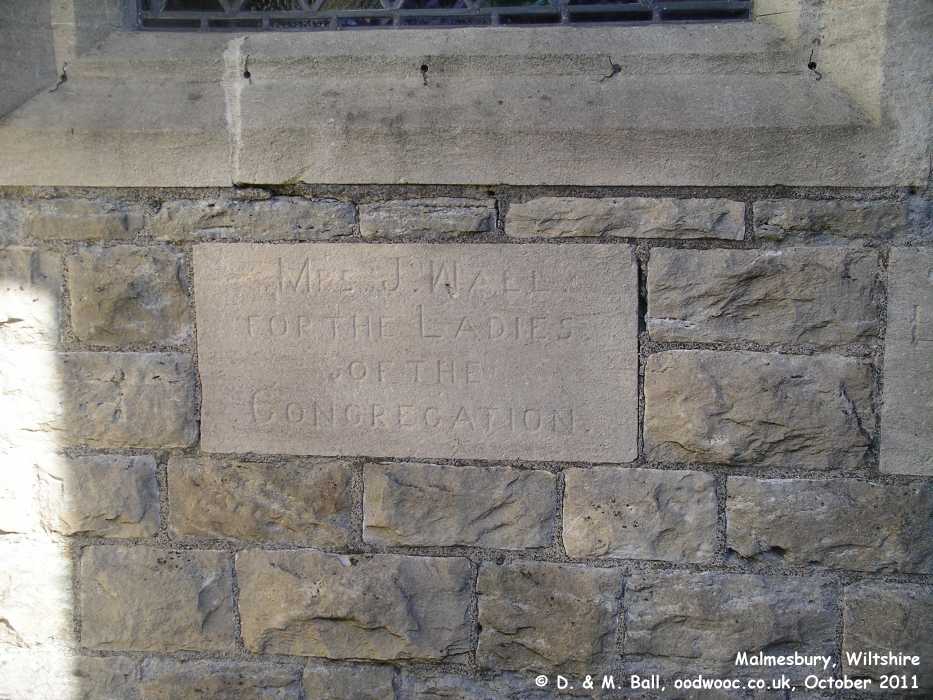 Mrs. J. Wall
for the Ladies
of the
Congregation.
Malmesbury, Wiltshire
© D. & M. Ball, oodwooc.co.uk, October 2011